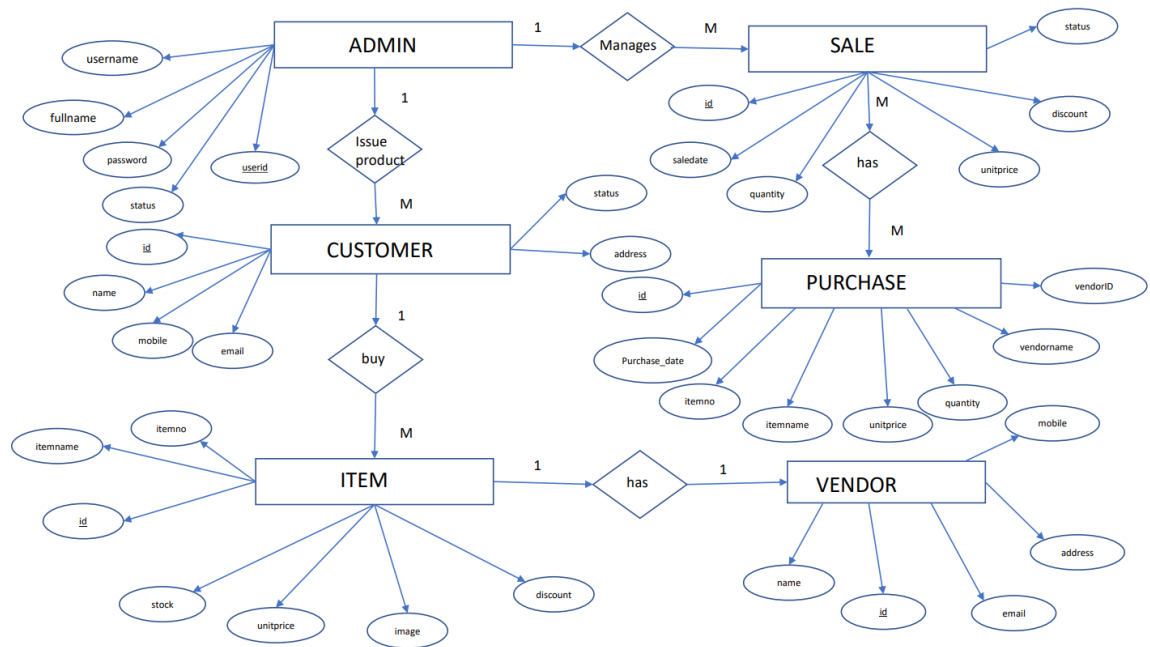 ADMIN
1
Manages
M
SALE
status
username
fullname
password
status
userid
1
Issue
product
M
id
saledate
quantity
M
has
unitprice
discount
M
CUSTOMER
status
address
id
name
mobile
email
1
buy
M
PURCHASE
id
Purchase_date
itemno
itemname
unitprice
quantity
vendorname
vendorID
ITEM
itemno
itemname
id
stock
unitprice
image
discount
1
has
1
VENDOR
mobile
address
name
id
email